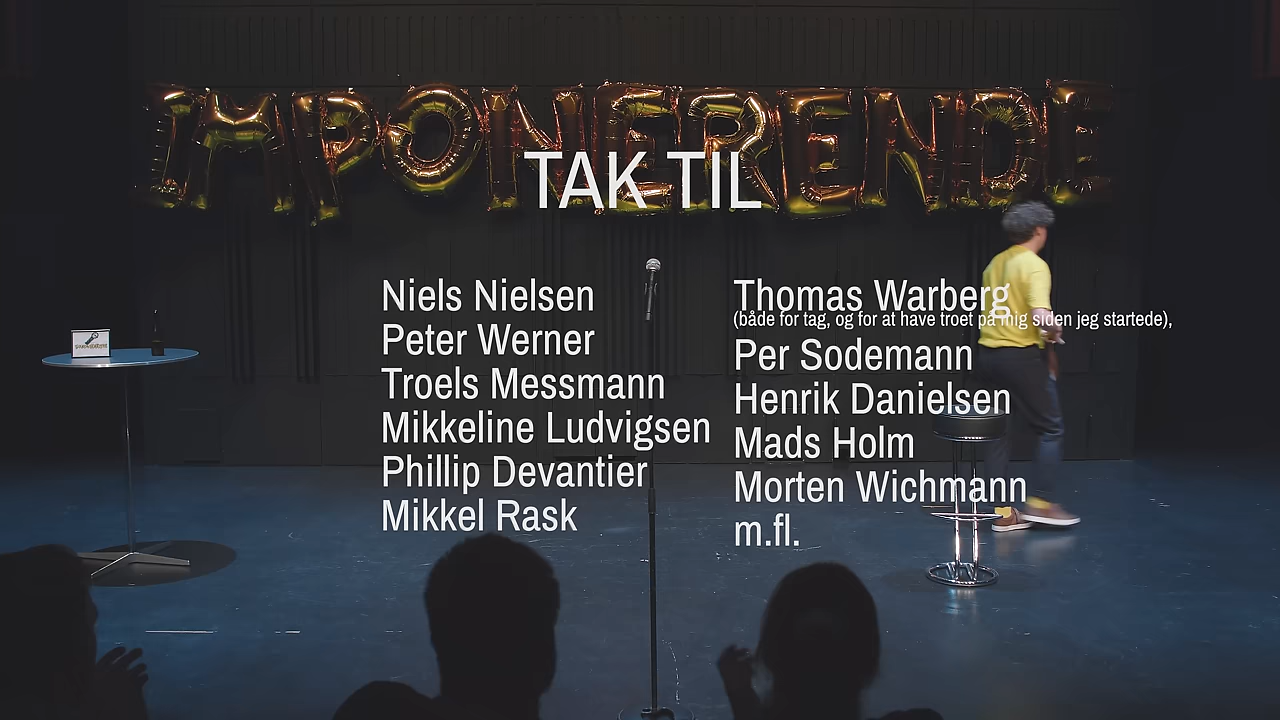 IMPONERENDE
TAK TIL
Niels Nielsen
Peter Werner
Troels Messmann
Mikkeline Ludvigsen
Phillip Devantier
Mikkel Rask
Thomas Warberg
(både for tag, og for at have troet på mig siden jeg startede),
Per Sodemann
Henrik Danielsen
Mads Holm
Morten Wichmann
m.fl.